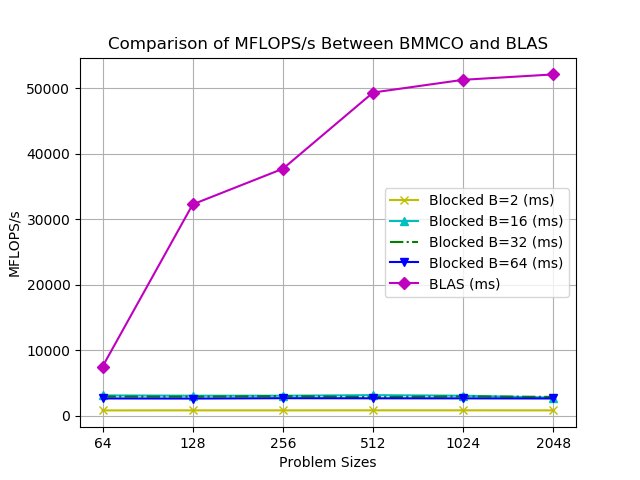 Comparison of MFLOPS/s Between BMMCO and BLAS
MFLOPS/s
50000
40000
30000
20000
10000
0
Blocked B=2 (ms)
Blocked B=16 (ms)
Blocked B=32 (ms)
Blocked B=64 (ms)
BLAS (ms)
64 128 256 512 1024 2048
Problem Sizes